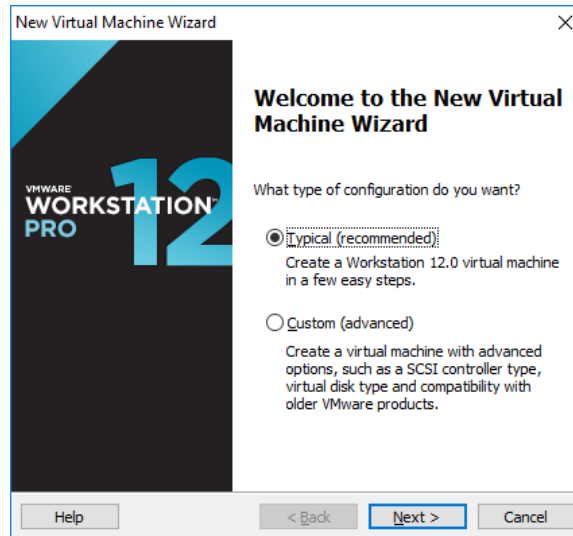 New Virtual Machine Wizard
VMWARE
WORKSTATION™
PRO
12
Welcome to the New Virtual
Machine Wizard
What type of configuration do you want?
Typical (recommended)
Create a Workstation 12.0 virtual machine
in a few easy steps.
Custom (advanced)
Create a virtual machine with advanced
options, such as a SCSI controller type,
virtual disk type and compatibility with
older VMware products.
Help
< Back
Next >
Cancel